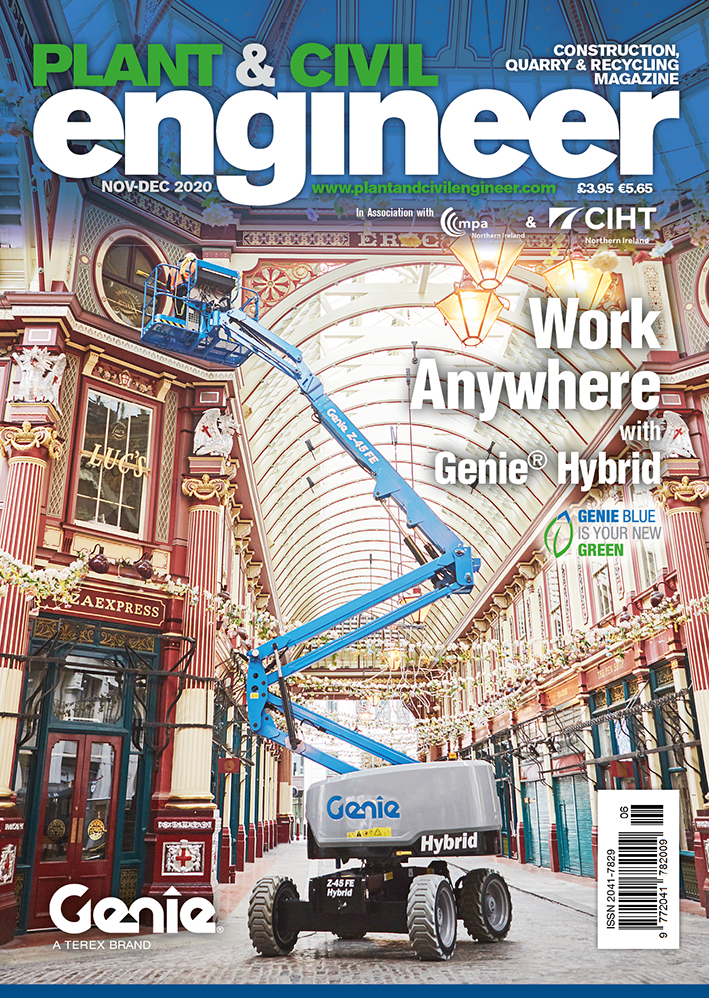 PLANT & CIVIL
engineer
CONSTRUCTION,
QUARRY & RECYCLING
MAGAZINE
NOV-DEC 2020
www.plantandcivilengineer.com
£3.95 €5.65
In Association with
mpa
Northern Ireland
&
CIHT
Northern Ireland
Work
Anywhere
with
Genie® Hybrid
GENIE BLUE
IS YOUR NEW
GREEN
Genie Z-45 FE
LUC'S
ZAEXPRESS
Genie
Hybrid
Z-45 FE
Hybrid
Genie®
A TEREX BRAND
ISSN 2041-7829
06
9 772041 782009